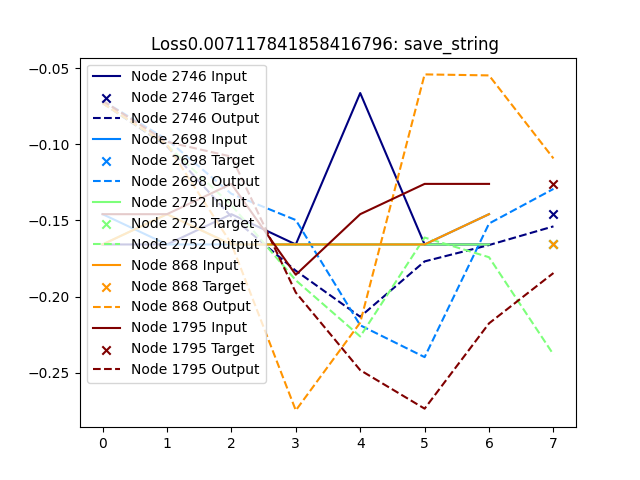 Loss0.007117841858416796: save_string
−0.05
−0.10
−0.15
−0.20
−0.25
Node 2746 Input
Node 2746 Target
Node 2746 Output
Node 2698 Input
Node 2698 Target
Node 2698 Output
Node 2752 Input
Node 2752 Target
Node 2752 Output
Node 868 Input
Node 868 Target
Node 868 Output
Node 1795 Input
Node 1795 Target
Node 1795 Output
0 1 2 3 4 5 6 7